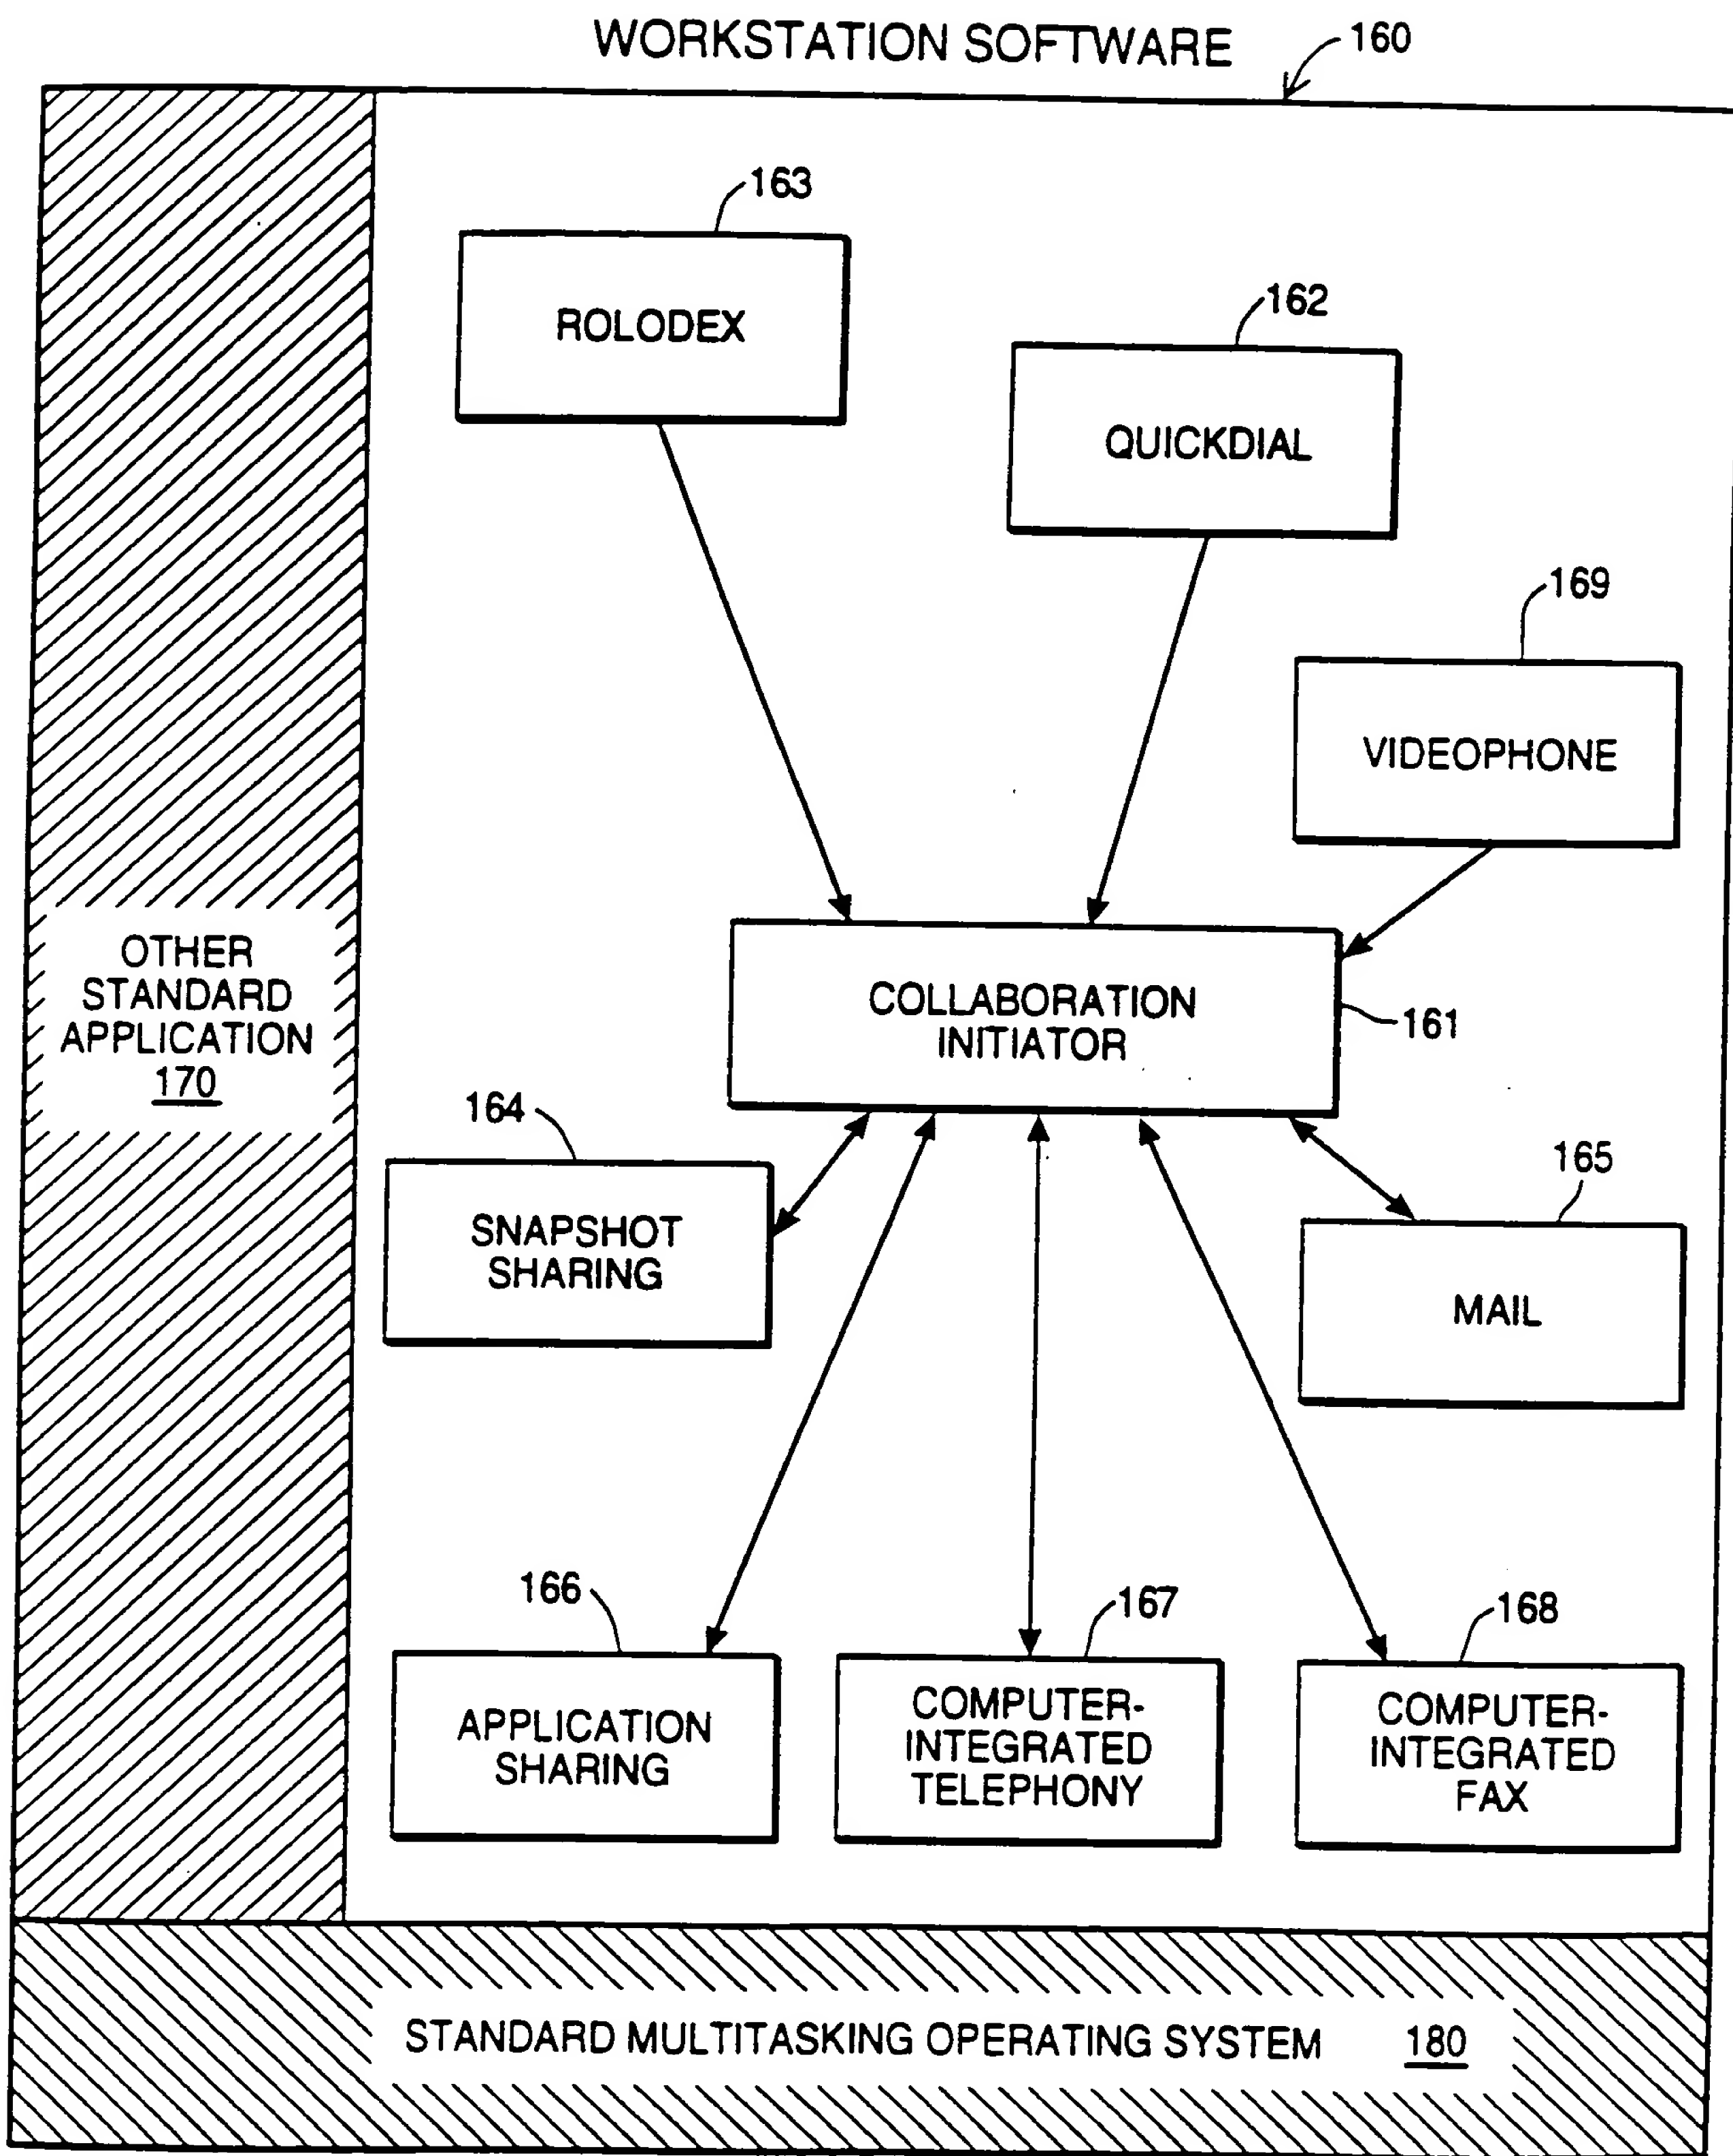 WORKSTATION SOFTWARE
160
163
ROLODEX
162
QUICKDIAL
169
VIDEOPHONE
OTHER
STANDARD
APPLICATION
170
COLLABORATION
INITIATOR
161
164
SNAPSHOT
SHARING
165
MAIL
166
APPLICATION
SHARING
167
COMPUTER-
INTEGRATED
TELEPHONY
168
COMPUTER-
INTEGRATED
FAX
STANDARD MULTITASKING OPERATING SYSTEM 180